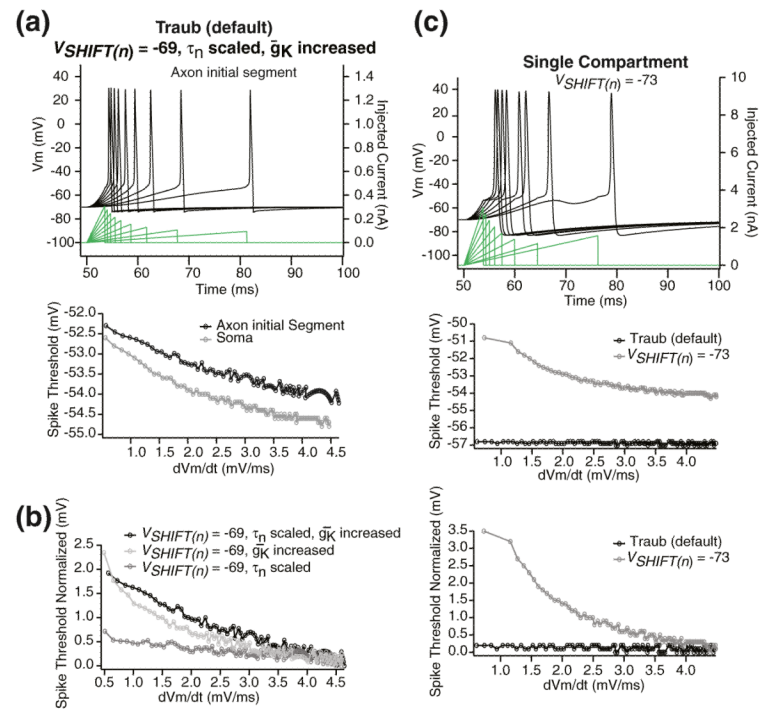 (a)
Traub (default)
VSHIFT(n) = -69, τn scaled, ḡK increased
Axon initial segment
40
20
0
-20
-40
-60
-80
-100
Vm (mV)
1.4
1.2
1.0
0.8
0.6
0.4
0.2
0.0
Injected Current (nA)
50 60 70 80 90 100
Time (ms)
-52.0
-52.5
-53.0
-53.5
-54.0
-54.5
-55.0
Spike Threshold (mV)
Axon initial Segment
Soma
1.0 1.5 2.0 2.5 3.0 3.5 4.0 4.5
dVm/dt (mV/ms)
(b)
VSHIFT(n) = -69, τn scaled, ḡK increased
VSHIFT(n) = -69, ḡK increased
VSHIFT(n) = -69, τn scaled
2.5
2.0
1.5
1.0
0.5
0.0
Spike Threshold Normalized (mV)
0.5 1.0 1.5 2.0 2.5 3.0 3.5 4.0 4.5
dVm/dt (mV/ms)
(c)
Single Compartment
VSHIFT(n) = -73
40
20
0
-20
-40
-60
-80
-100
Vm (mV)
10
8
6
4
2
0
Injected Current (nA)
50 60 70 80 90 100
Time (ms)
-50
-51
-53
-54
-55
-56
-57
Spike Threshold (mV)
Traub (default)
VSHIFT(n) = -73
1.0 1.5 2.0 2.5 3.0 3.5 4.0
dVm/dt (mV/ms)
3.5
3.0
2.5
2.0
1.5
1.0
0.5
0.0
Spike Threshold Normalized (mV)
Traub (default)
VSHIFT(n) = -73
1.0 1.5 2.0 2.5 3.0 3.5 4.0
dVm/dt (mV/ms)